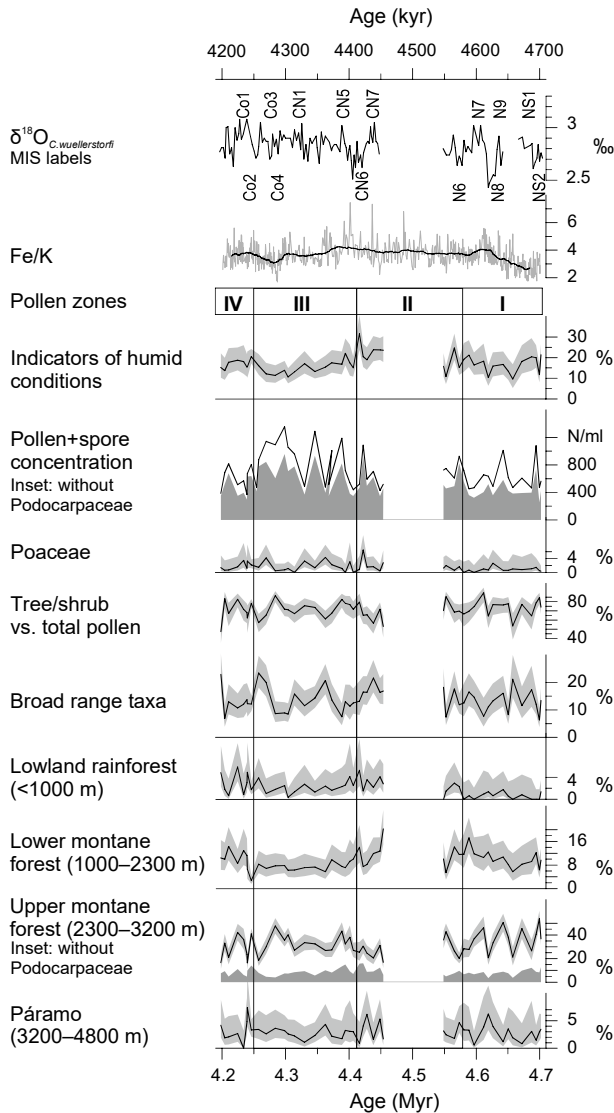 Age (kyr)
4200 4300 4400 4500 4600 4700
Co1 Co3 CN1 CN5 CN7 N7 N9 NS1
δ18O C.wuellerstorfi
MIS labels
3
‰
2.5
Co2 Co4 CN6 N6 N8 NS2
6
Fe/K
4
2
Pollen zones
IV III II I
30
Indicators of humid
conditions
20 %
10
0
Pollen+spore
concentration
Inset: without
Podocarpaceae
N/ml
800
400
0
Poaceae
4 %
0
Tree/shrub
vs. total pollen
80
%
40
Broad range taxa
20
%
10
0
Lowland rainforest
(<1000 m)
4
%
0
Lower montane
forest (1000–2300 m)
16
8 %
0
Upper montane
forest (2300–3200 m)
Inset: without
Podocarpaceae
40
20 %
0
Páramo
(3200–4800 m)
5
%
0
4.2 4.3 4.4 4.5 4.6 4.7
Age (Myr)